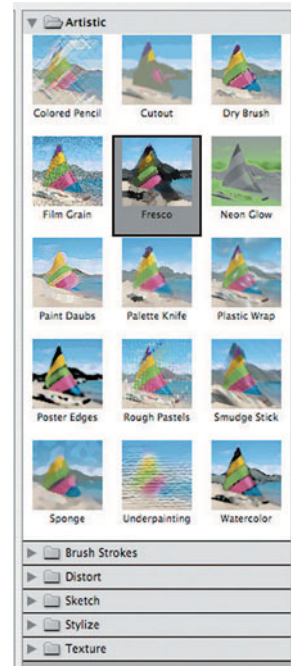 Artistic
Colored Pencil Cutout Dry Brush
Film Grain Fresco Neon Glow
Paint Daubs Palette Knife Plastic Wrap
Poster Edges Rough Pastels Smudge Stick
Sponge Underpainting Watercolor
Brush Strokes
Distort
Sketch
Stylize
Texture